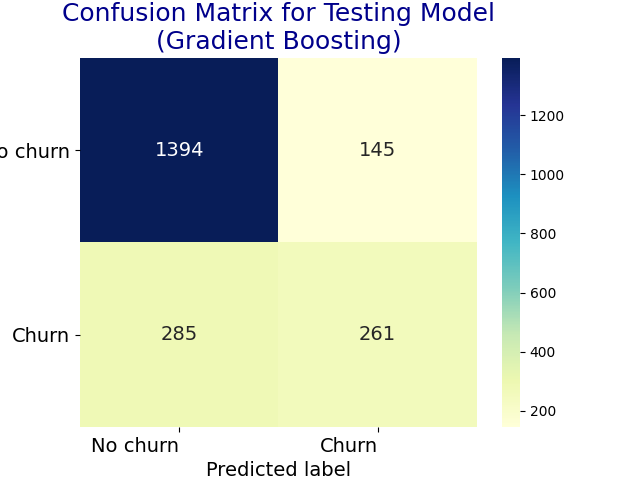 Confusion Matrix for Testing Model
(Gradient Boosting)
o churn
1394
145
Churn
285
261
No churn
Churn
Predicted label
1200
1000
800
600
400
200